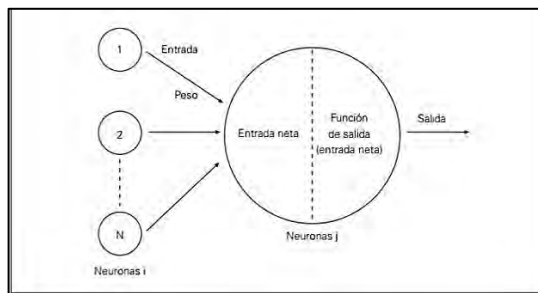 1
Entrada
Peso
2
Entrada neta
Función
de salida
(entrada neta)
Salida
N
Neuronas i
Neuronas j